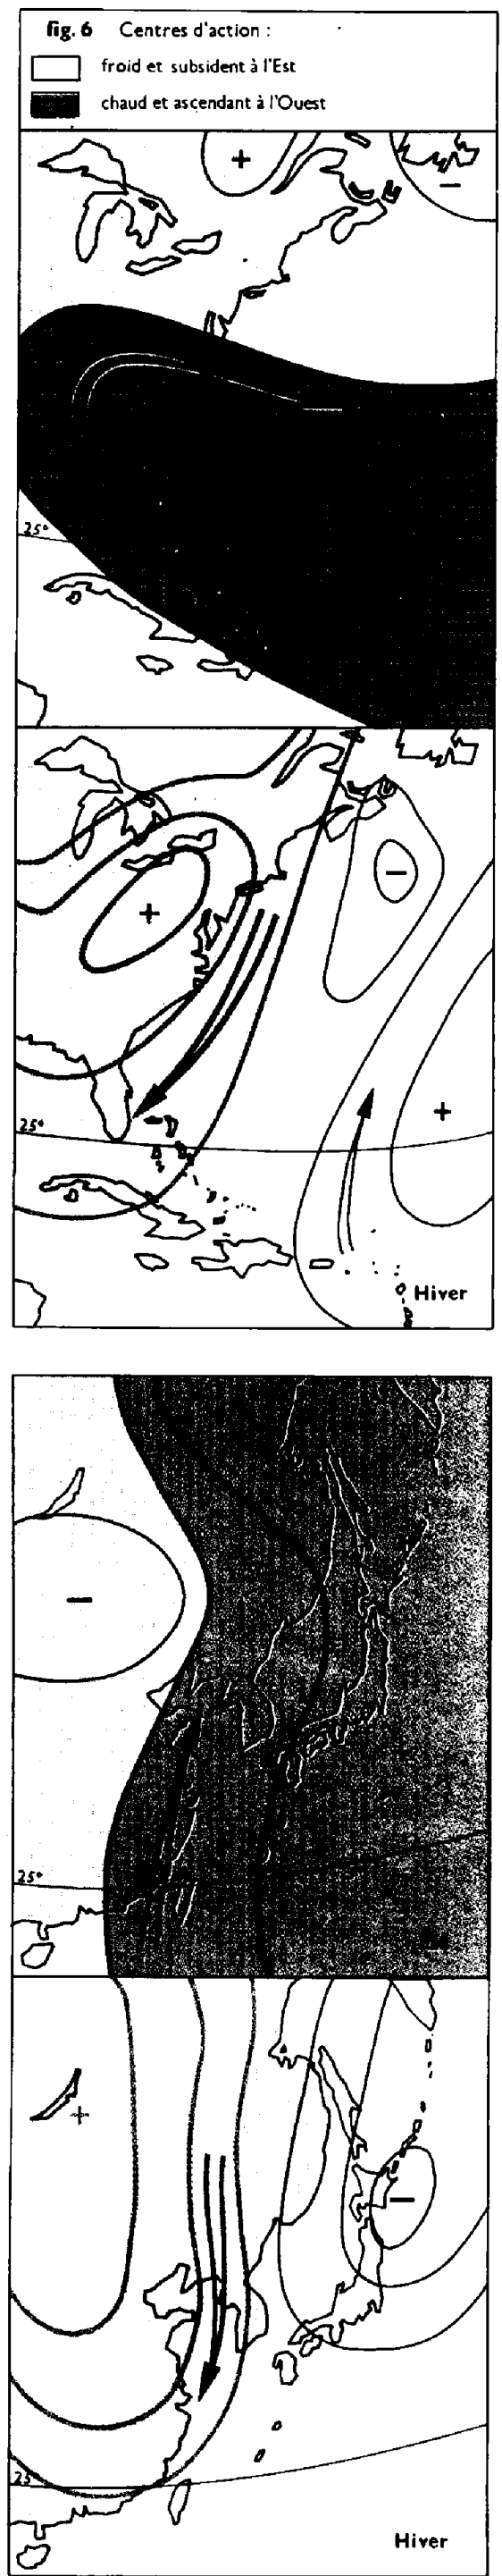 fig. 6 Centres d'action :
froid et subsident à l'Est
chaud et ascendant à l'Ouest
+
−
25°
+
−
+
25°
Hiver
−
25°
+
−
25°
Hiver